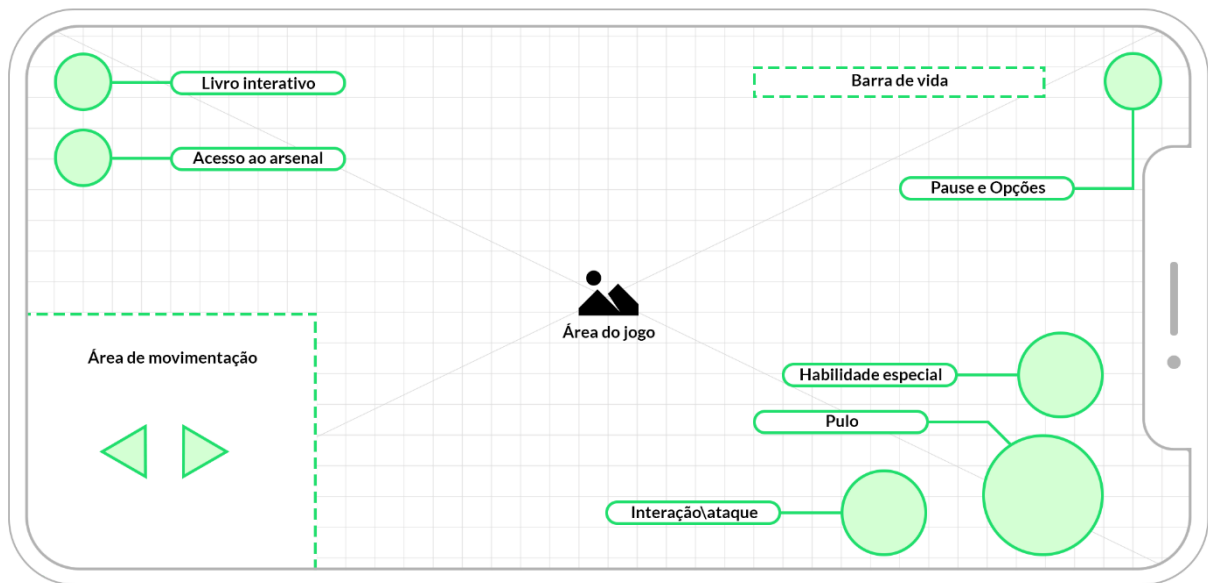 Livro interativo
Barra de vida
Acesso ao arsenal
Pause e Opções
Área do jogo
Área de movimentação
Habilidade especial
Pulo
Interação\ataque